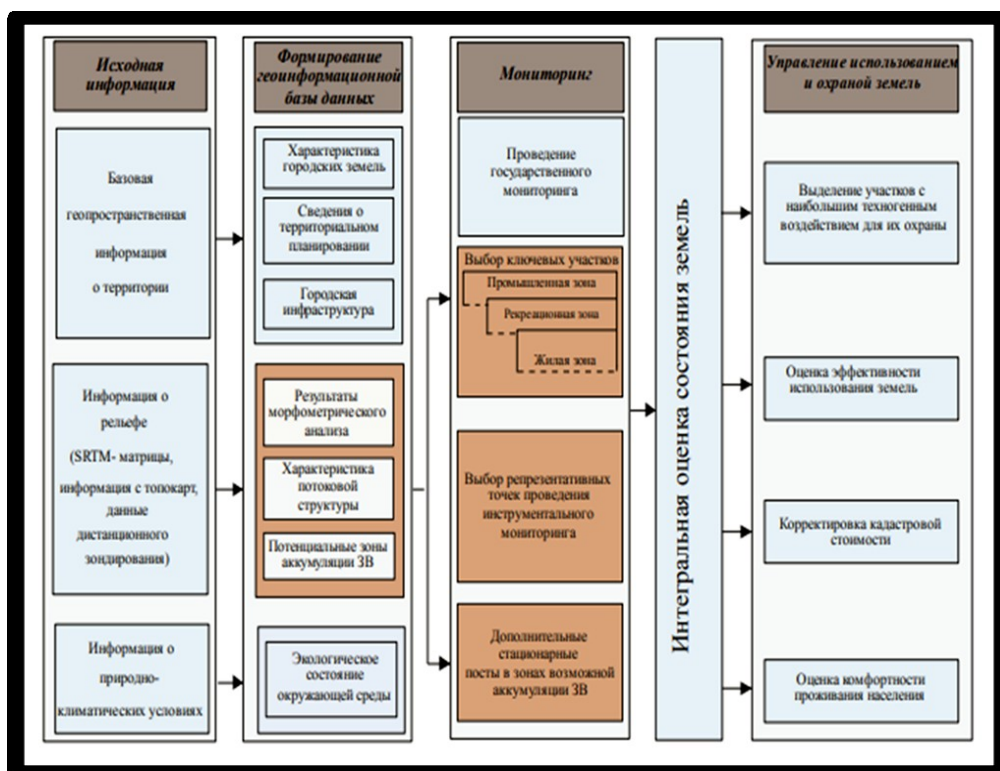 Исходная
информация
Базовая
геопространственная
информация
о территории
Информация о
рельефе
(SRTM- матрицы,
информация с топокарт,
данные
дистанционного
зондирования)
Информация о
природно-
климатических условиях
Формирование
геоинформационной
базы данных
Характеристика
городских земель
Сведения о
территориальном
планировании
Городская
инфраструктура
Результаты
морфометрического
анализа
Характеристика
потоковой
структуры
Потенциальные зоны
аккумуляции ЗВ
Экологическое
состояние
окружающей среды
Мониторинг
Проведение
государственного
мониторинга
Выбор ключевых участков
Промышленная зона
Рекреационная зона
Жилая зона
Выбор репрезентативных
точек проведения
инструментального
мониторинга
Дополнительные
стационарные
посты в зонах возможной
аккумуляции ЗВ
Интегральная оценка состояния земель
Управление использованием
и охраной земель
Выделение участков с
наибольшим техногенным
воздействием для их охраны
Оценка эффективности
использования земель
Корректировка кадастровой
стоимости
Оценка комфортности
проживания населения